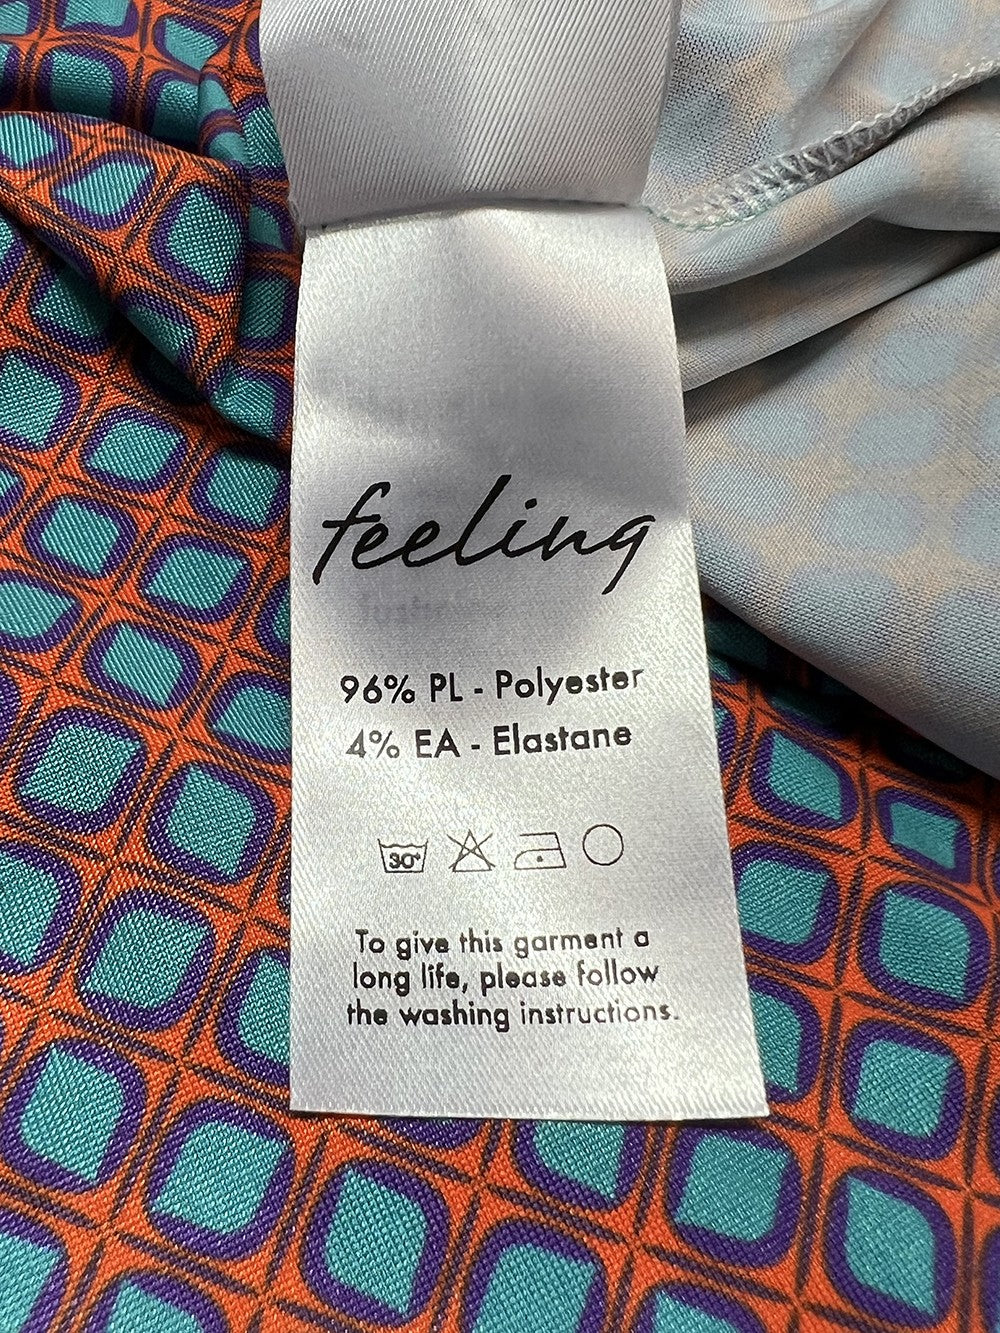 feeling
96% PL - Polyester
4% EA - Elastane
30°
To give this garment a
long life, please follow
the washing instructions.